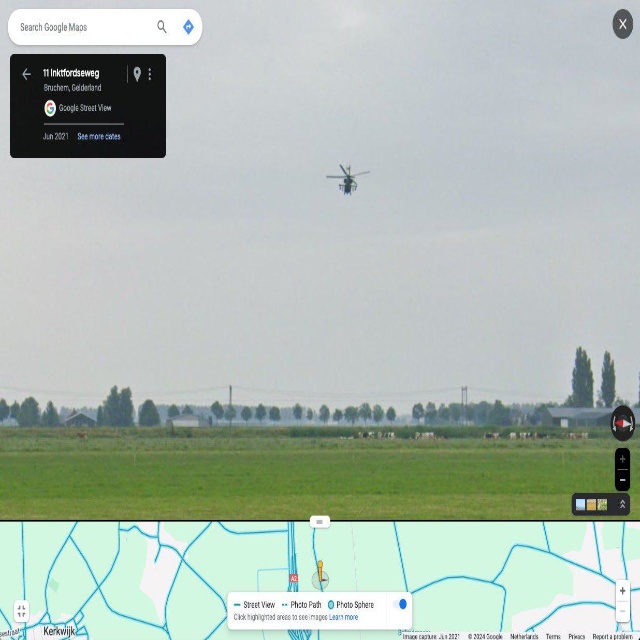 Search Google Maps
11 Inktfordseweg
Bruchem, Gelderland
Google Street View
Jun 2021 See more dates
X
A2
Street View Photo Path Photo Sphere
Click highlighted areas to see images Learn more
Kerkwijk
Image capture: Jun 2021 © 2024 Google Netherlands Terms Privacy Report a problem